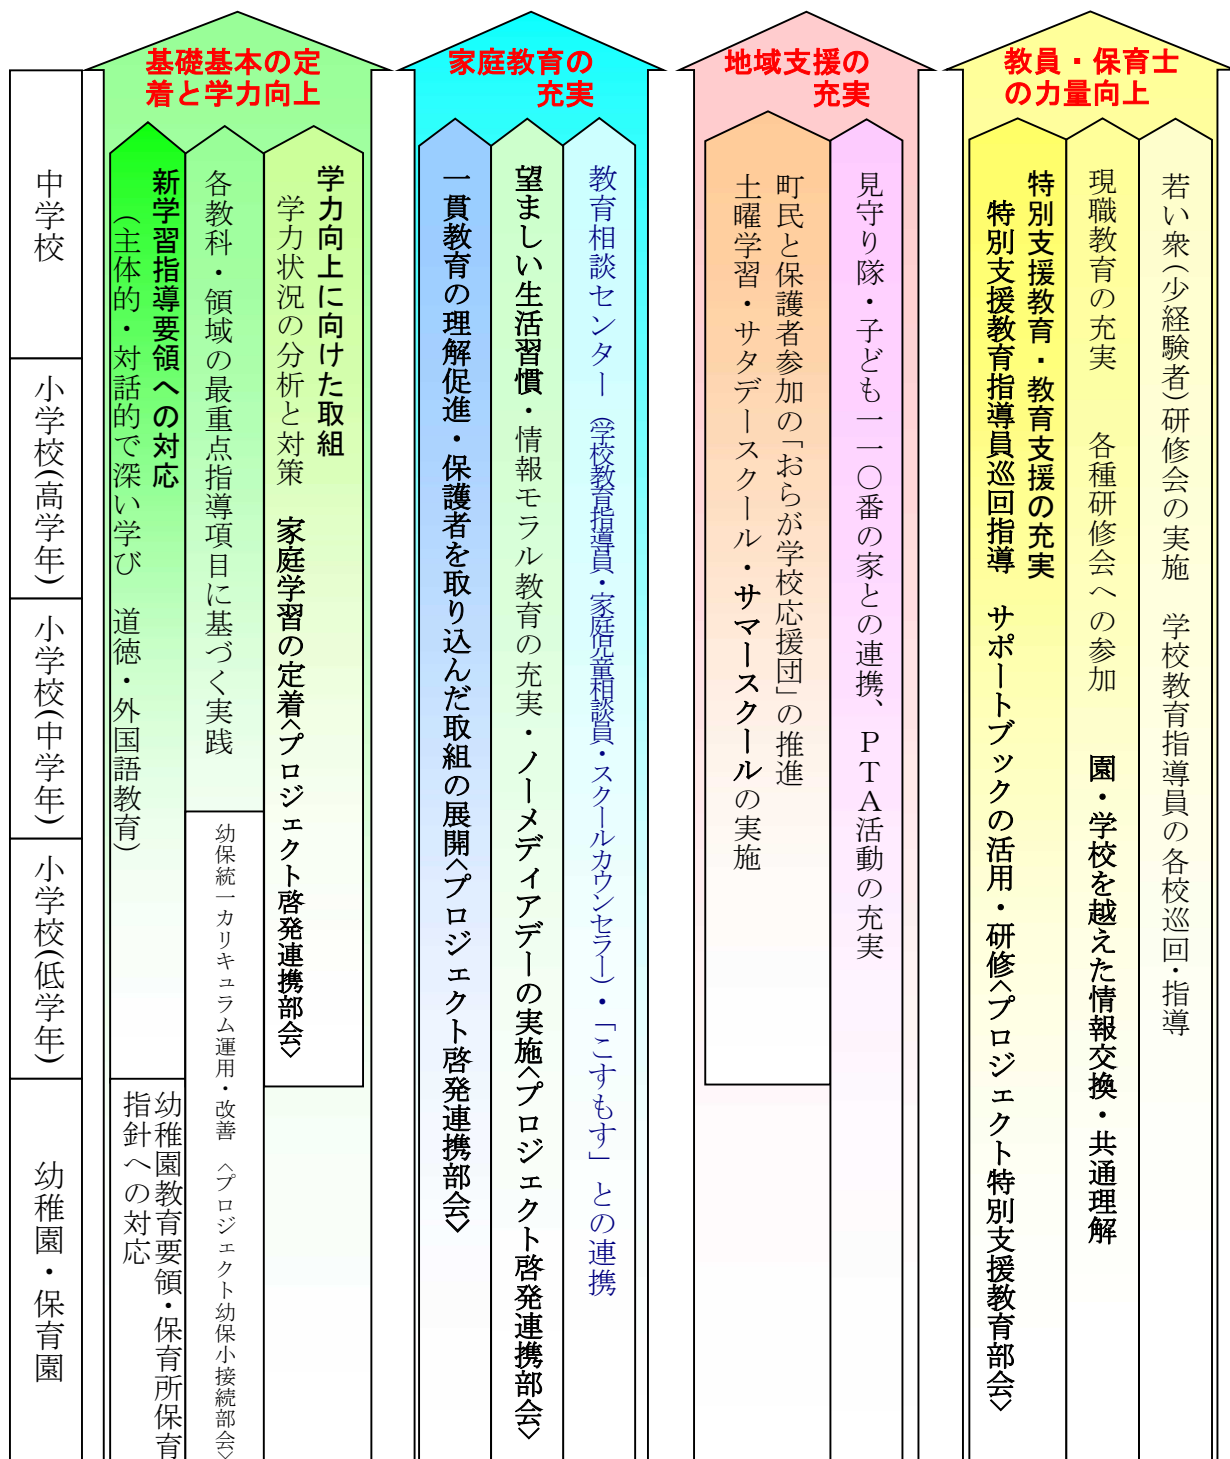 中学校
小学校(高学年)
小学校(中学年)
小学校(低学年)
幼稚園・保育園
基礎基本の定
着と学力向上
新学習指導要領への対応
(主体的・対話的で深い学び　道徳・外国語教育)
幼稚園教育要領・保育所保育
指針への対応
各教科・領域の最重点指導項目に基づく実践
幼保統一カリキュラム運用・改善　<プロジェクト幼保小接続部会>
学力向上に向けた取組
学力状況の分析と対策　家庭学習の定着<プロジェクト啓発連携部会>
家庭教育の
充実
一貫教育の理解促進・保護者を取り込んだ取組の展開<プロジェクト啓発連携部会>
望ましい生活習慣・情報モラル教育の充実・ノーメディアデーの実施<プロジェクト啓発連携部会>
教育相談センター(学校教育指導員・家庭児童相談員・スクールカウンセラー)・「こすもす」との連携
地域支援の
充実
町民と保護者参加の「おらが学校応援団」の推進
土曜学習・サタデースクール・サマースクールの実施
見守り隊・子ども一一〇番の家との連携、PTA活動の充実
教員・保育士
の力量向上
特別支援教育・教育支援の充実
特別支援教育指導員巡回指導　サポートブックの活用・研修<プロジェクト特別支援教育部会>
現職教育の充実　各種研修会への参加　園・学校を越えた情報交換・共通理解
若い衆(少経験者)研修会の実施　学校教育指導員の各校巡回・指導